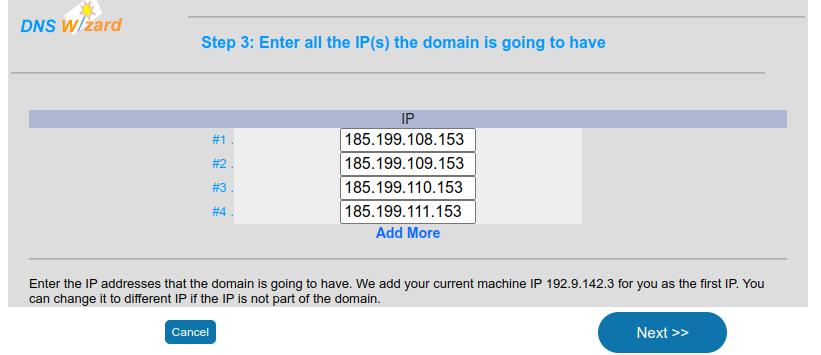 DNS Wizard
Step 3: Enter all the IP(s) the domain is going to have
IP
#1 . 185.199.108.153
#2 . 185.199.109.153
#3 . 185.199.110.153
#4 . 185.199.111.153
Add More
Enter the IP addresses that the domain is going to have. We add your current machine IP 192.9.142.3 for you as the first IP. You
can change it to different IP if the IP is not part of the domain.
Cancel
Next >>